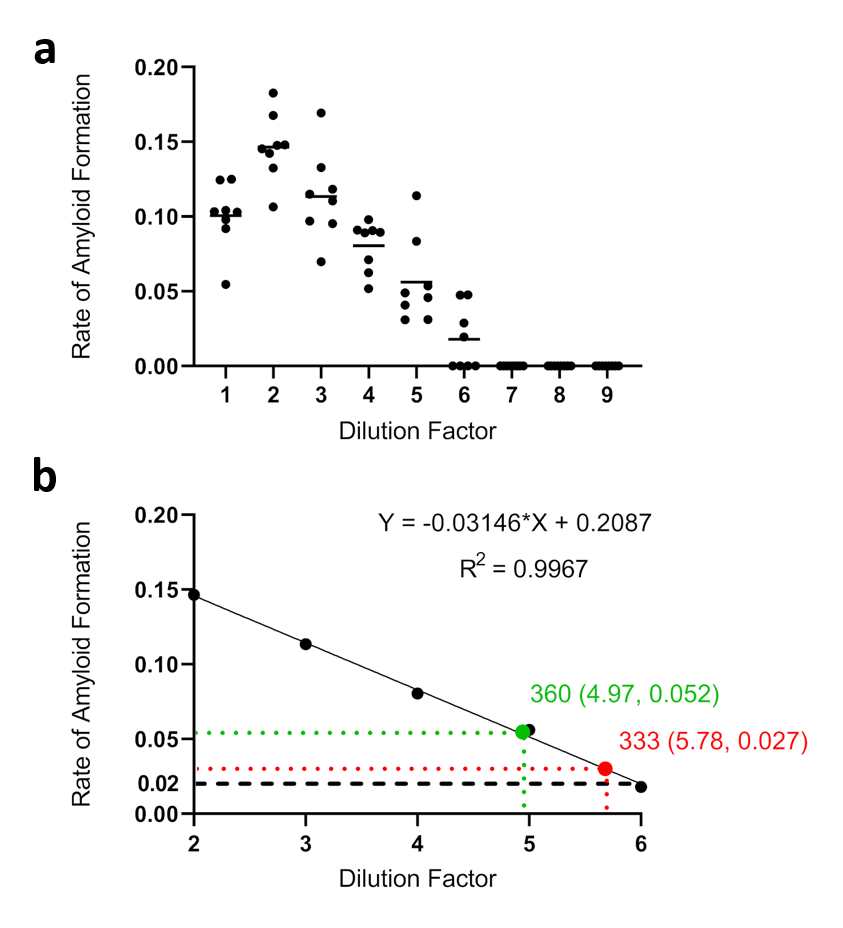 a
Rate of Amyloid Formation
0.20
0.15
0.10
0.05
0.00
1 2 3 4 5 6 7 8 9
Dilution Factor
b
Rate of Amyloid Formation
0.20
0.15
0.10
0.05
0.02
0.00
Y = -0.03146*X + 0.2087
R² = 0.9967
360 (4.97, 0.052)
333 (5.78, 0.027)
2 3 4 5 6
Dilution Factor